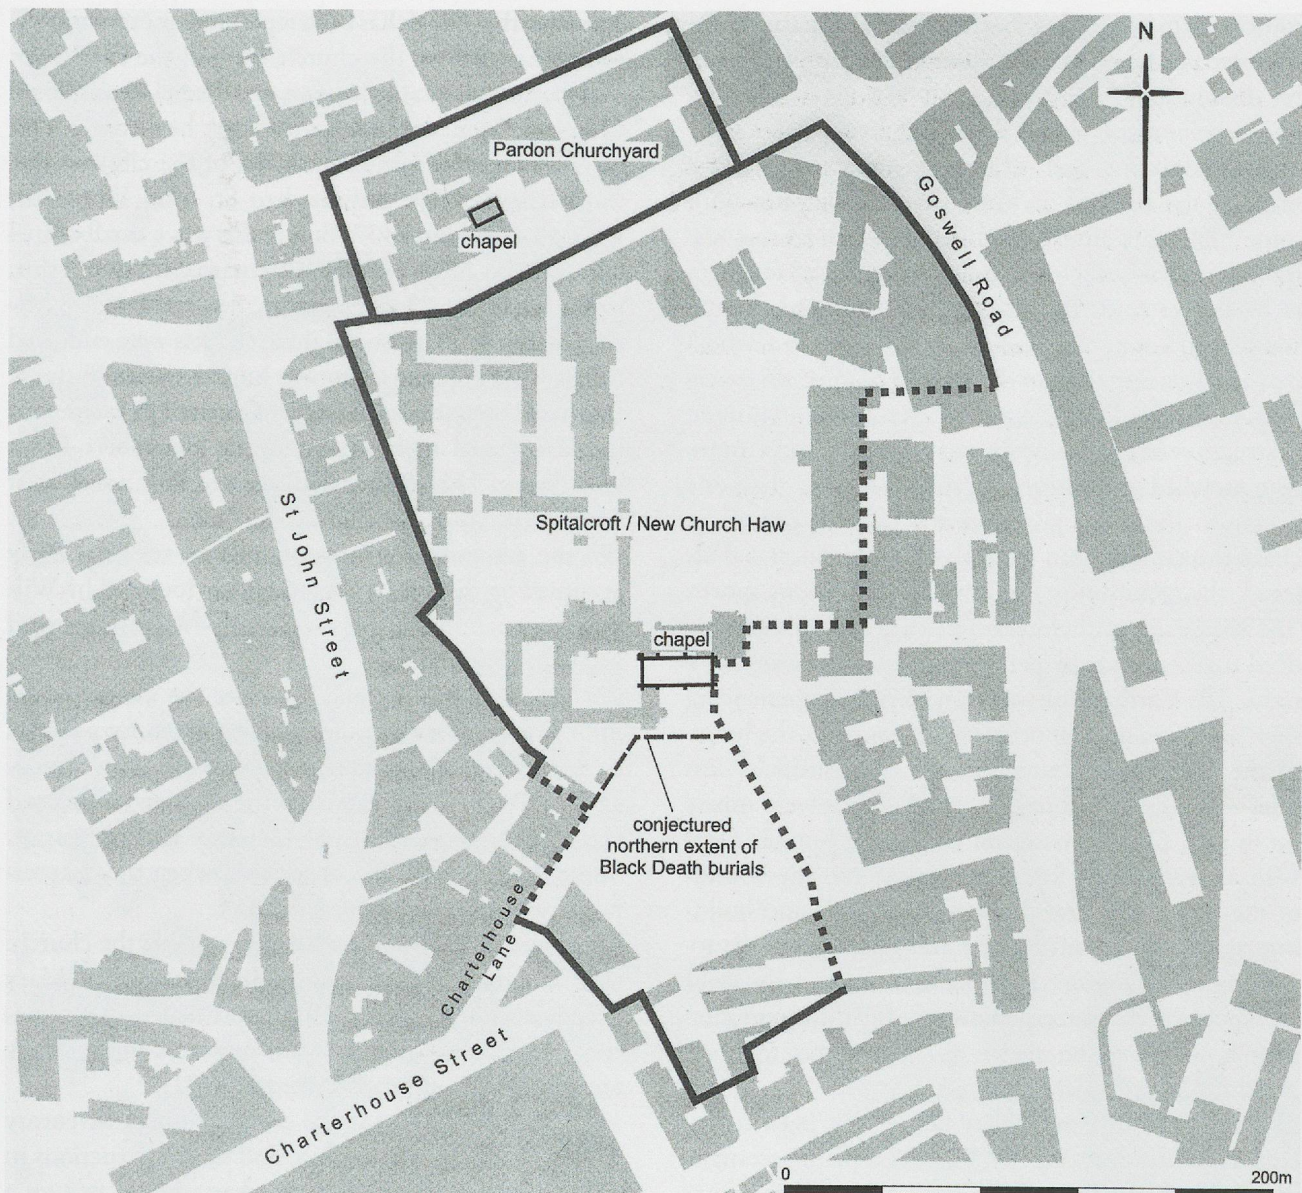 N
Pardon Churchyard
chapel
Goswell Road
St John Street
Spitalcroft / New Church Haw
chapel
conjectured
northern extent of
Black Death burials
Charterhouse
Lane
Charterhouse Street
0
200m